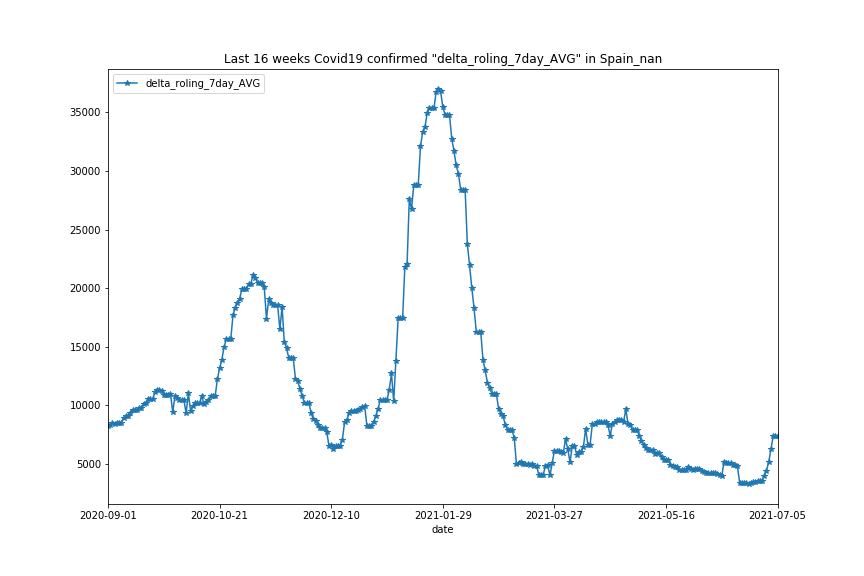 Last 16 weeks Covid19 confirmed "delta_roling_7day_AVG" in Spain_nan
delta_roling_7day_AVG
35000
30000
25000
20000
15000
10000
5000
2020-09-01 2020-10-21 2020-12-10 2021-01-29 2021-03-27 2021-05-16 2021-07-05
date